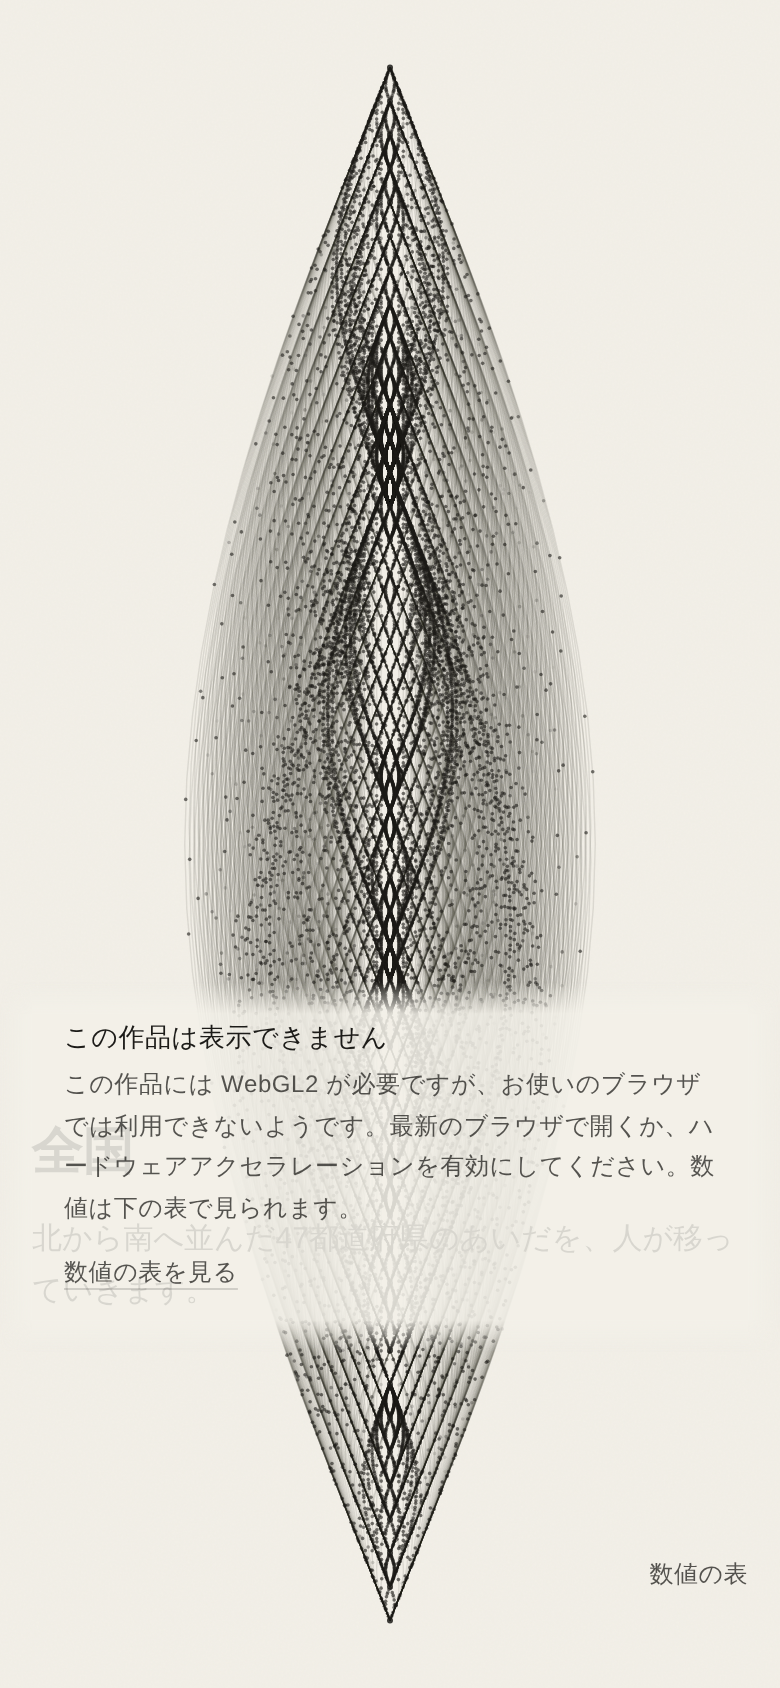 この作品は表示できません
この作品には WebGL2 が必要ですが、お使いのブラウザ
では利用できないようです。最新のブラウザで開くか、ハ
ードウェアアクセラレーションを有効にしてください。数
値は下の表で見られます。
数値の表を見る
全国
北から南へ並んだ47都道府県のあいだを、人が移っ
ていきます。
数値の表